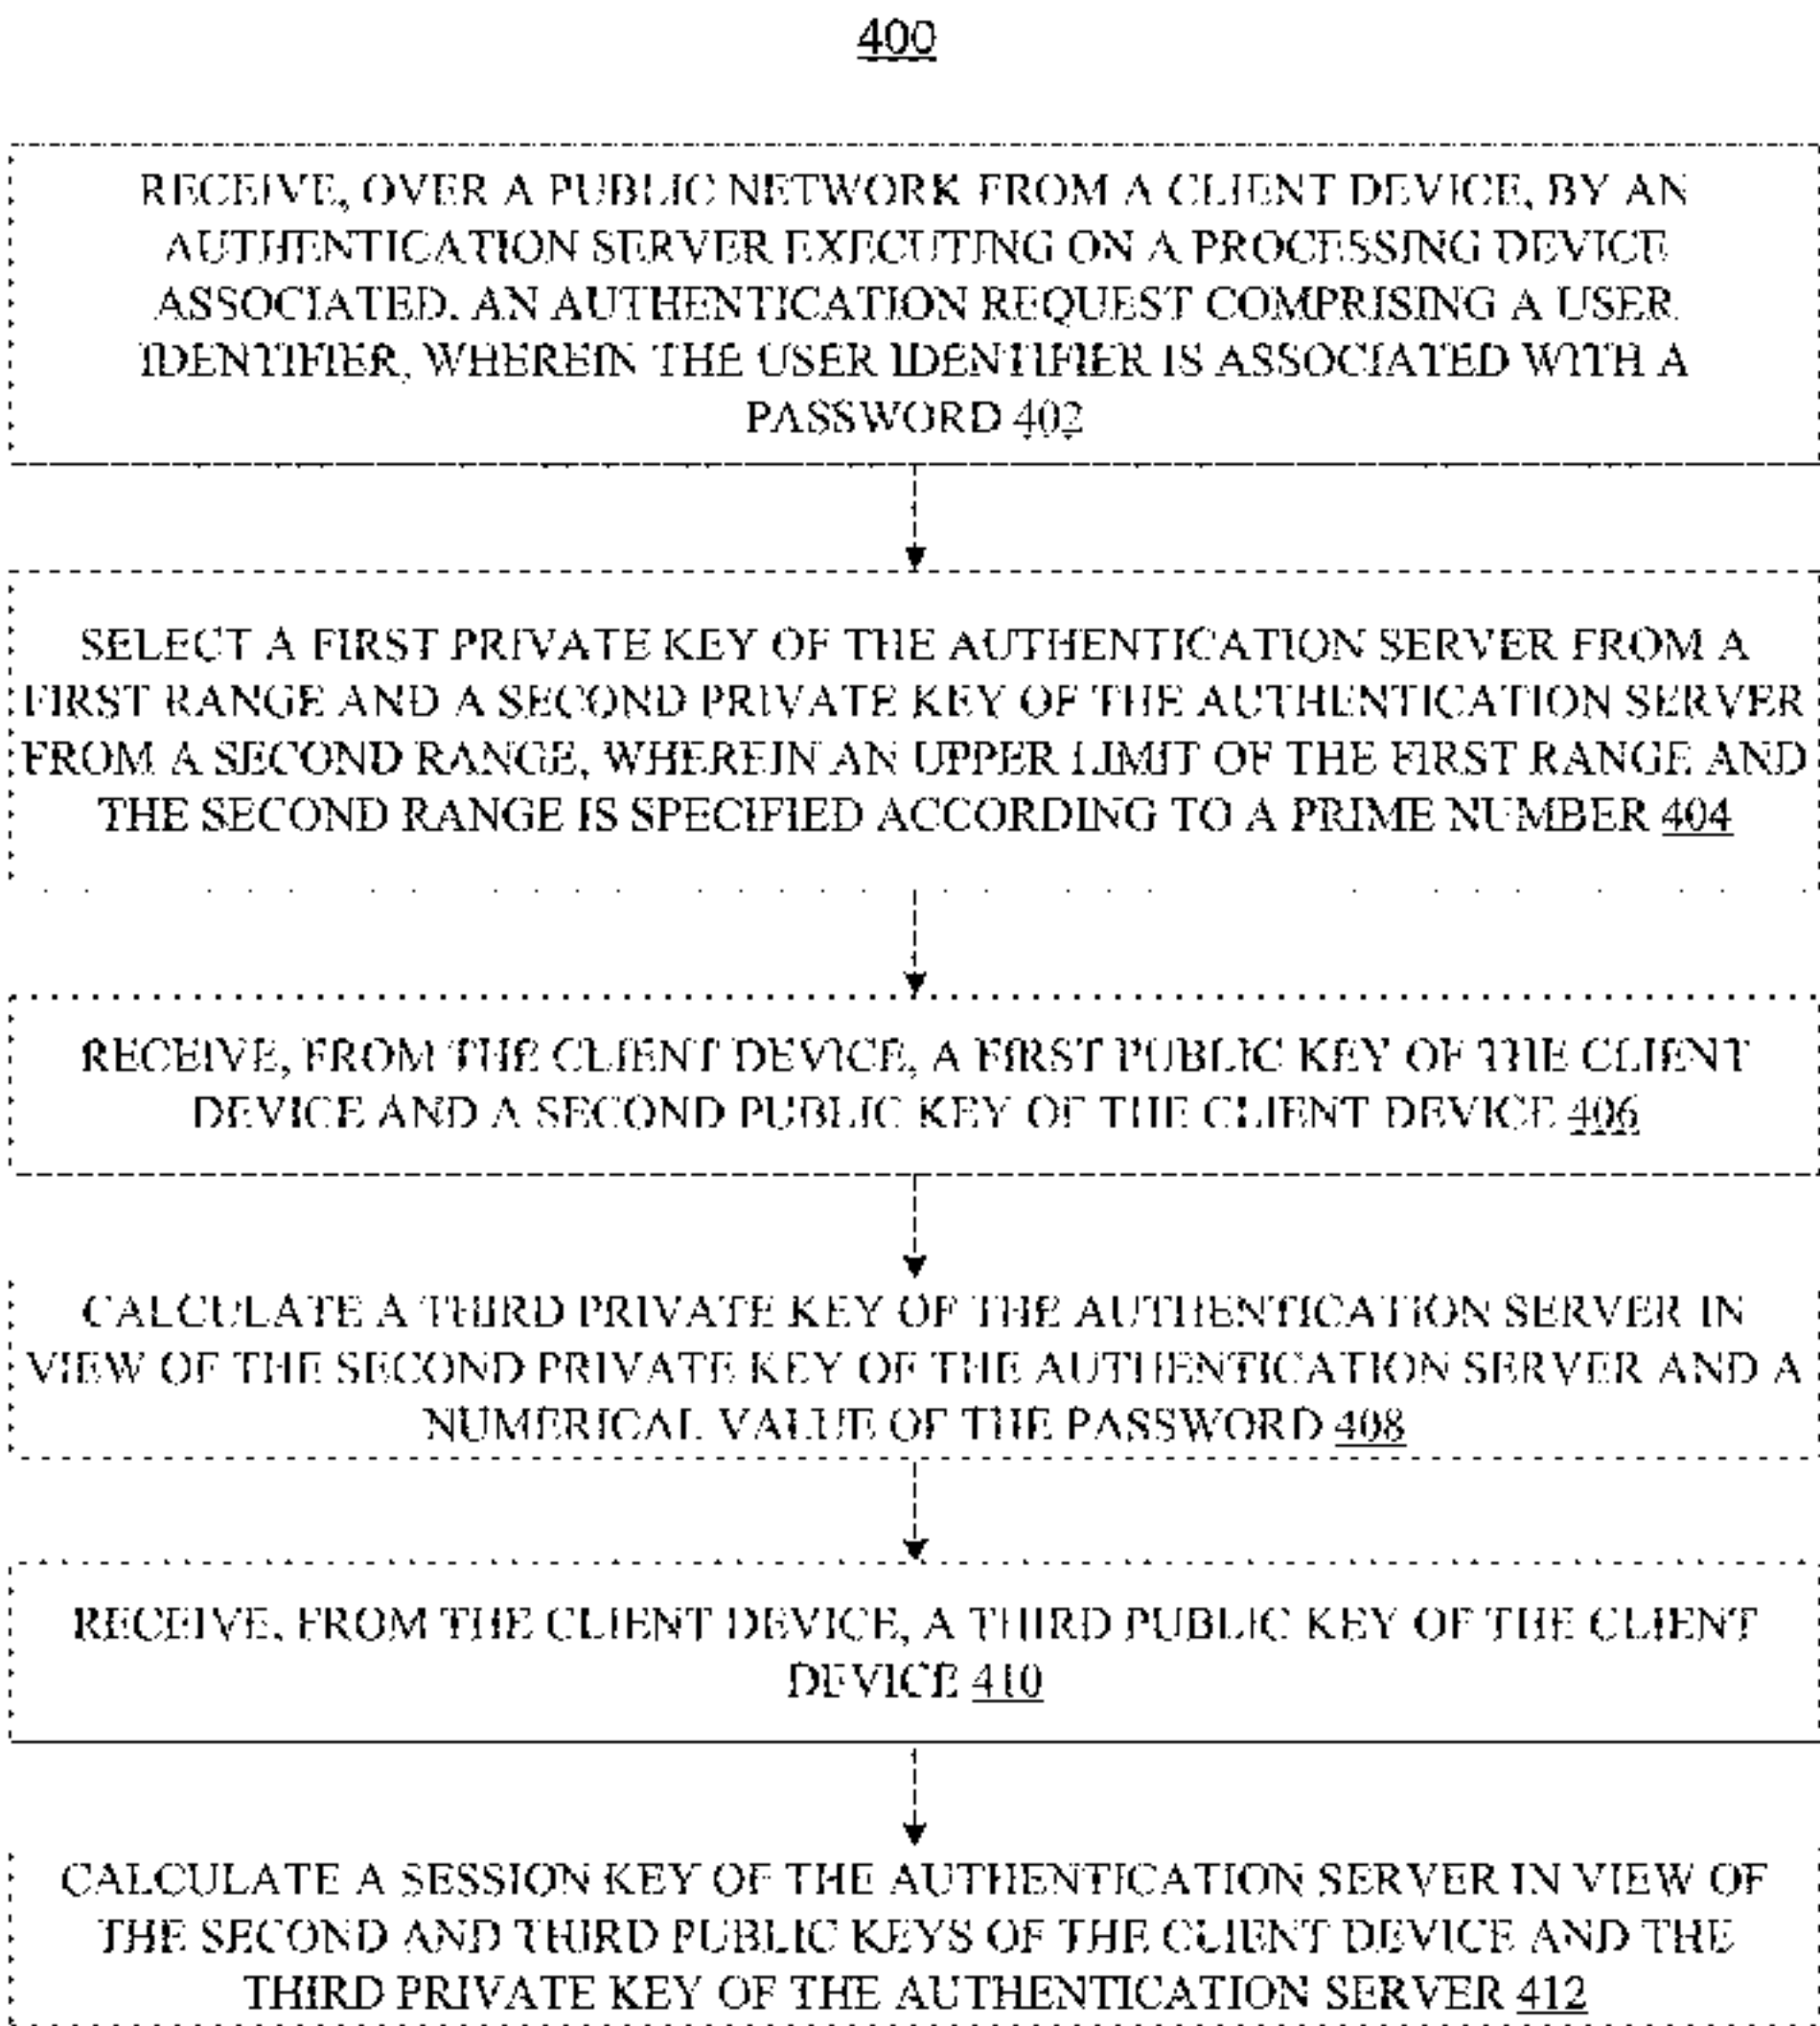 400
RECEIVE, OVER A PUBLIC NETWORK FROM A CLIENT DEVICE, BY AN
AUTHENTICATION SERVER EXECUTING ON A PROCESSING DEVICE
ASSOCIATED, AN AUTHENTICATION REQUEST COMPRISING A USER
IDENTIFIER, WHEREIN THE USER IDENTIFIER IS ASSOCIATED WITH A
PASSWORD 402
SELECT A FIRST PRIVATE KEY OF THE AUTHENTICATION SERVER FROM A
FIRST RANGE AND A SECOND PRIVATE KEY OF THE AUTHENTICATION SERVER
FROM A SECOND RANGE, WHEREIN AN UPPER LIMIT OF THE FIRST RANGE AND
THE SECOND RANGE IS SPECIFIED ACCORDING TO A PRIME NUMBER 404
RECEIVE, FROM THE CLIENT DEVICE, A FIRST PUBLIC KEY OF THE CLIENT
DEVICE AND A SECOND PUBLIC KEY OF THE CLIENT DEVICE 406
CALCULATE A THIRD PRIVATE KEY OF THE AUTHENTICATION SERVER IN
VIEW OF THE SECOND PRIVATE KEY OF THE AUTHENTICATION SERVER AND A
NUMERICAL VALUE OF THE PASSWORD 408
RECEIVE, FROM THE CLIENT DEVICE, A THIRD PUBLIC KEY OF THE CLIENT
DEVICE 410
CALCULATE A SESSION KEY OF THE AUTHENTICATION SERVER IN VIEW OF
THE SECOND AND THIRD PUBLIC KEYS OF THE CLIENT DEVICE AND THE
THIRD PRIVATE KEY OF THE AUTHENTICATION SERVER 412